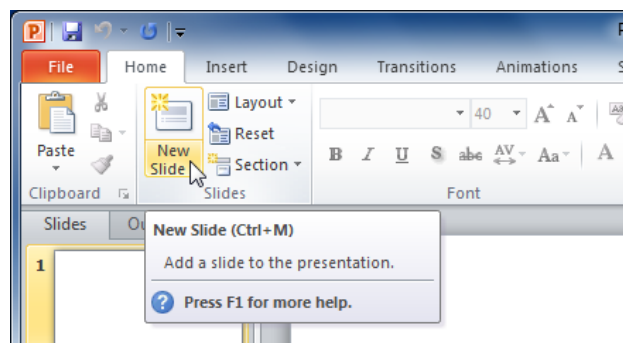 P
File Home Insert Design Transitions Animations S
Paste
New
Slide
Layout
Reset
Section
40 A A
B I U S abc AV Aa A
Clipboard Slides Font
Slides
New Slide (Ctrl+M)
Add a slide to the presentation.
Press F1 for more help.
1